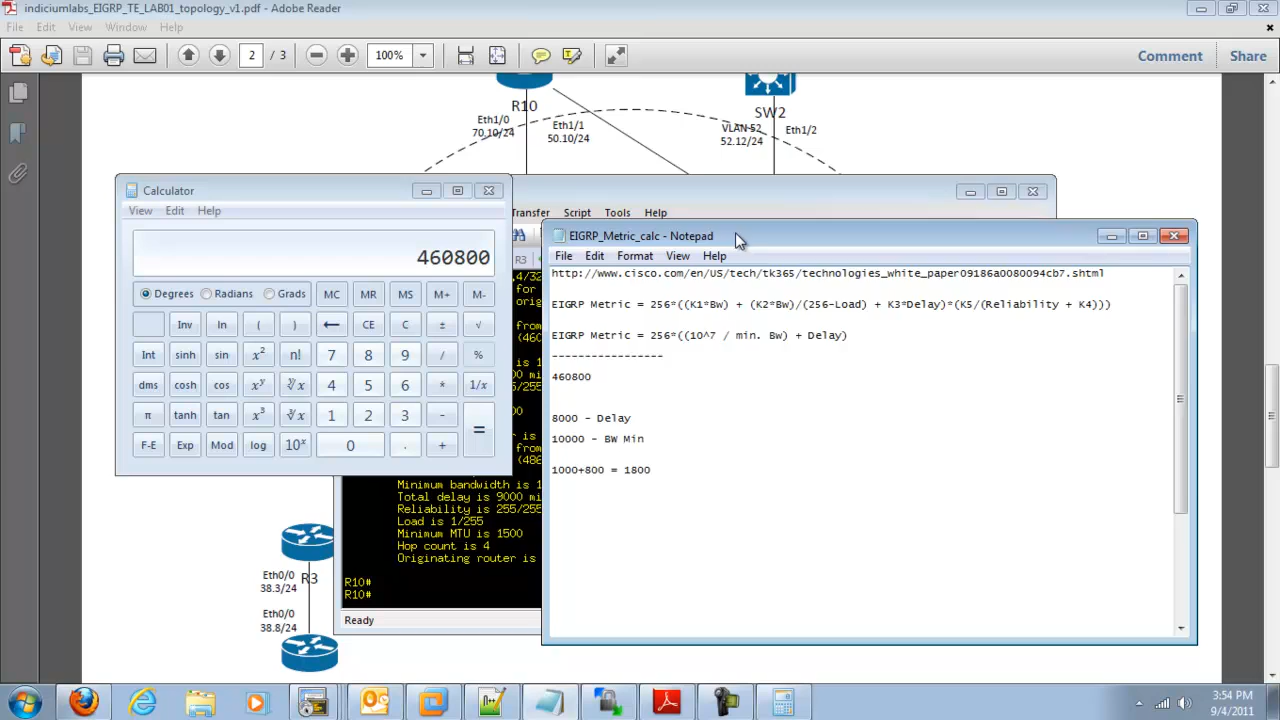 indiciumlabs_EIGRP_TE_LAB01_topology_v1.pdf - Adobe Reader
File Edit View Window Help
2 / 3 100% Comment Share
R10
SW2
Eth1/0
70.10/24
Eth1/1
50.10/24
VLAN 52
52.12/24
Eth1/2
Calculator
View Edit Help
460800
Degrees Radians Grads MC MR MS M+ M-
Inv ln ( ) ← CE C ± √
Int sinh sin x² n! 7 8 9 / %
dms cosh cos xʸ ʸ√x 4 5 6 * 1/x
π tanh tan x³ ³√x 1 2 3 - =
F-E Exp Mod log 10ˣ 0 . +
Transfer Script Tools Help
R3
EIGRP_Metric_calc - Notepad
File Edit Format View Help
http://www.cisco.com/en/US/tech/tk365/technologies_white_paper09186a0080094cb7.shtml
EIGRP Metric = 256*((K1*Bw) + (K2*Bw)/(256-Load) + K3*Delay)*(K5/(Reliability + K4)))
EIGRP Metric = 256*((10^7 / min. Bw) + Delay)
-----------------
460800
8000 - Delay
10000 - BW Min
1000+800 = 1800
Minimum bandwidth is 1
Total delay is 9000 mi
Reliability is 255/255
Load is 1/255
Minimum MTU is 1500
Hop count is 4
Originating router is
R10#
R10#
Ready
R3
Eth0/0
38.3/24
Eth0/0
38.8/24
3:54 PM
9/4/2011